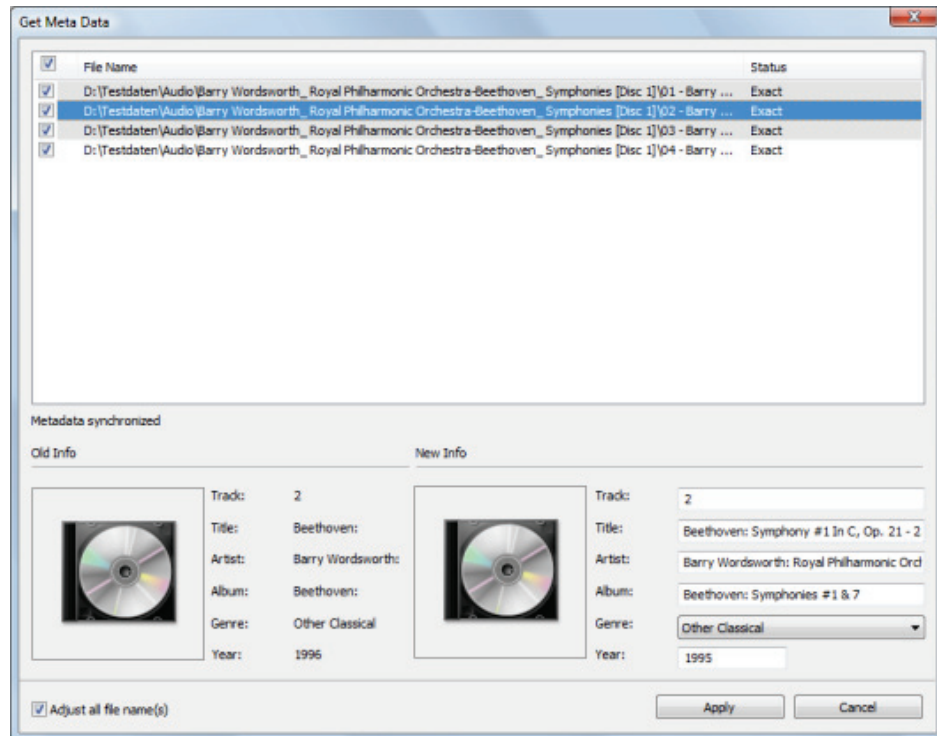 Get Meta Data
File Name Status
D:\Testdaten\Audio\Barry Wordsworth_ Royal Philharmonic Orchestra-Beethoven_ Symphonies [Disc 1]\01 - Barry ... Exact
D:\Testdaten\Audio\Barry Wordsworth_ Royal Philharmonic Orchestra-Beethoven_ Symphonies [Disc 1]\02 - Barry ... Exact
D:\Testdaten\Audio\Barry Wordsworth_ Royal Philharmonic Orchestra-Beethoven_ Symphonies [Disc 1]\03 - Barry ... Exact
D:\Testdaten\Audio\Barry Wordsworth_ Royal Philharmonic Orchestra-Beethoven_ Symphonies [Disc 1]\04 - Barry ... Exact
Metadata synchronized
Old Info New Info
Track: 2 Track: 2
Title: Beethoven: Title: Beethoven: Symphony #1 In C, Op. 21 - 2
Artist: Barry Wordsworth: Artist: Barry Wordsworth: Royal Philharmonic Orcl
Album: Beethoven: Album: Beethoven: Symphonies #1 & 7
Genre: Other Classical Genre: Other Classical
Year: 1996 Year: 1995
Adjust all file name(s) Apply Cancel